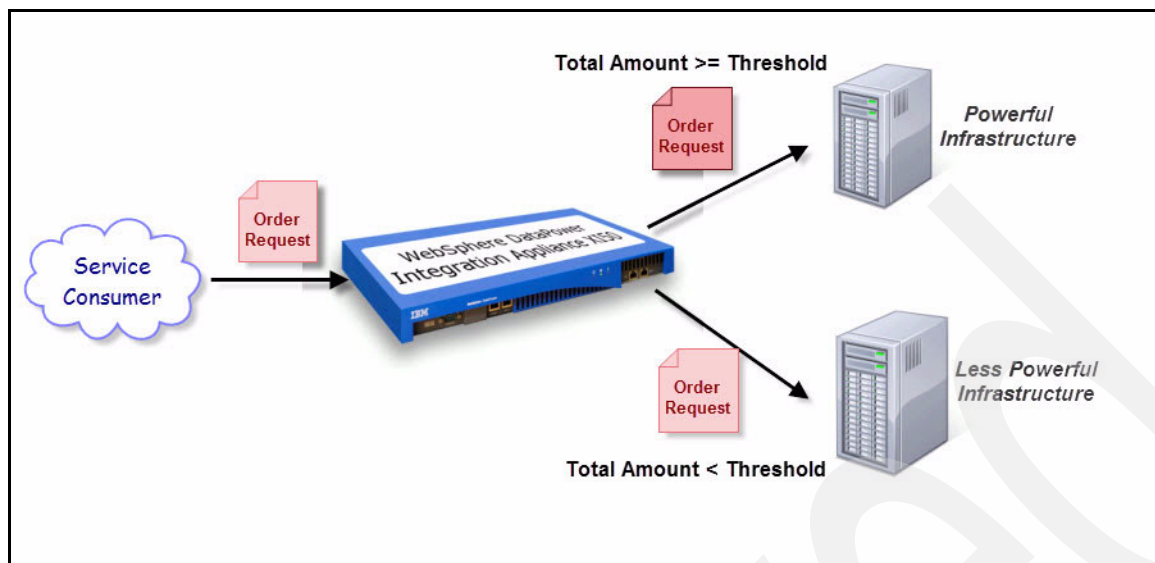 Total Amount >= Threshold
Order
Request
Powerful
Infrastructure
Order
Request
Service
Consumer
WebSphere DataPower
Integration Appliance XI50
IBM
Order
Request
Less Powerful
Infrastructure
Total Amount < Threshold